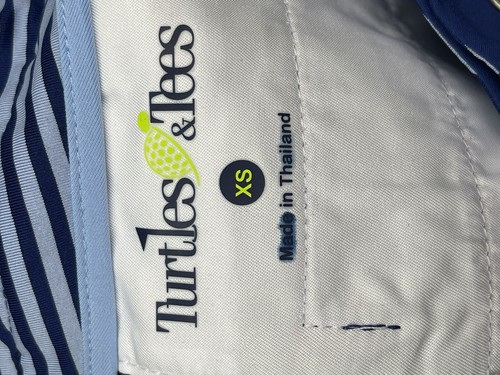 Turtles & Tees
XS
Made in Thailand